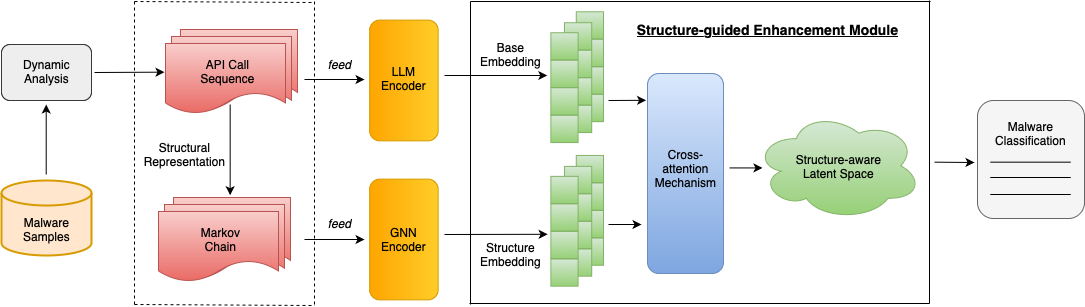 Structure-guided Enhancement Module
Dynamic
Analysis
Malware
Samples
API Call
Sequence
Structural
Representation
Markov
Chain
feed
LLM
Encoder
feed
GNN
Encoder
Base
Embedding
Structure
Embedding
Cross-
attention
Mechanism
Structure-aware
Latent Space
Malware
Classification